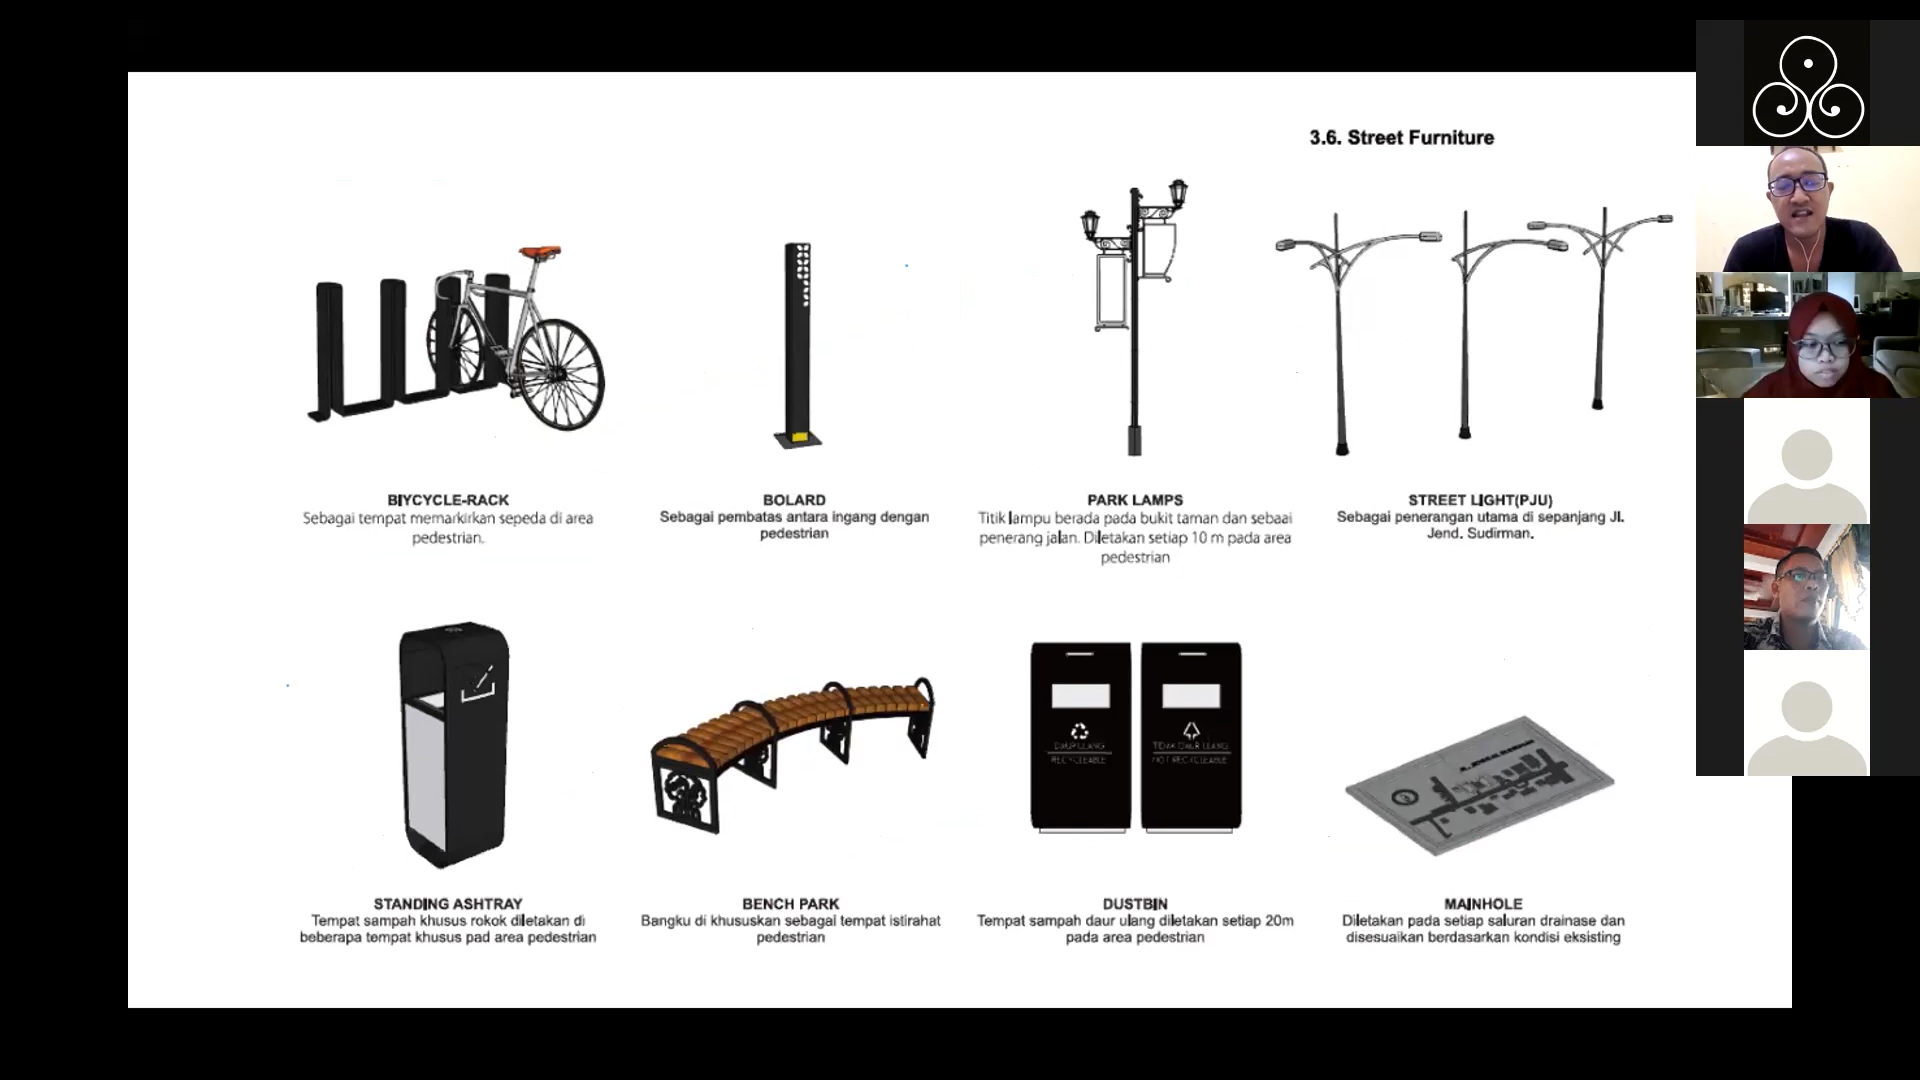 3.6. Street Furniture
BIYCYCLE-RACK
Sebagai tempat memarkirkan sepeda di area
pedestrian.
BOLARD
Sebagai pembatas antara ingang dengan
pedestrian
PARK LAMPS
Titik lampu berada pada bukit taman dan sebaai
penerang jalan. Diletakan setiap 10 m pada area
pedestrian
STREET LIGHT(PJU)
Sebagai penerangan utama di sepanjang Jl.
Jend. Sudirman.
DAUR ULANG
RECYCLEABLE
TIDAK DAUR ULANG
NOT RECYCLEABLE
STANDING ASHTRAY
Tempat sampah khusus rokok diletakan di
beberapa tempat khusus pad area pedestrian
BENCH PARK
Bangku di khususkan sebagai tempat istirahat
pedestrian
DUSTBIN
Tempat sampah daur ulang diletakan setiap 20m
pada area pedestrian
MAINHOLE
Diletakan pada setiap saluran drainase dan
disesuaikan berdasarkan kondisi eksisting